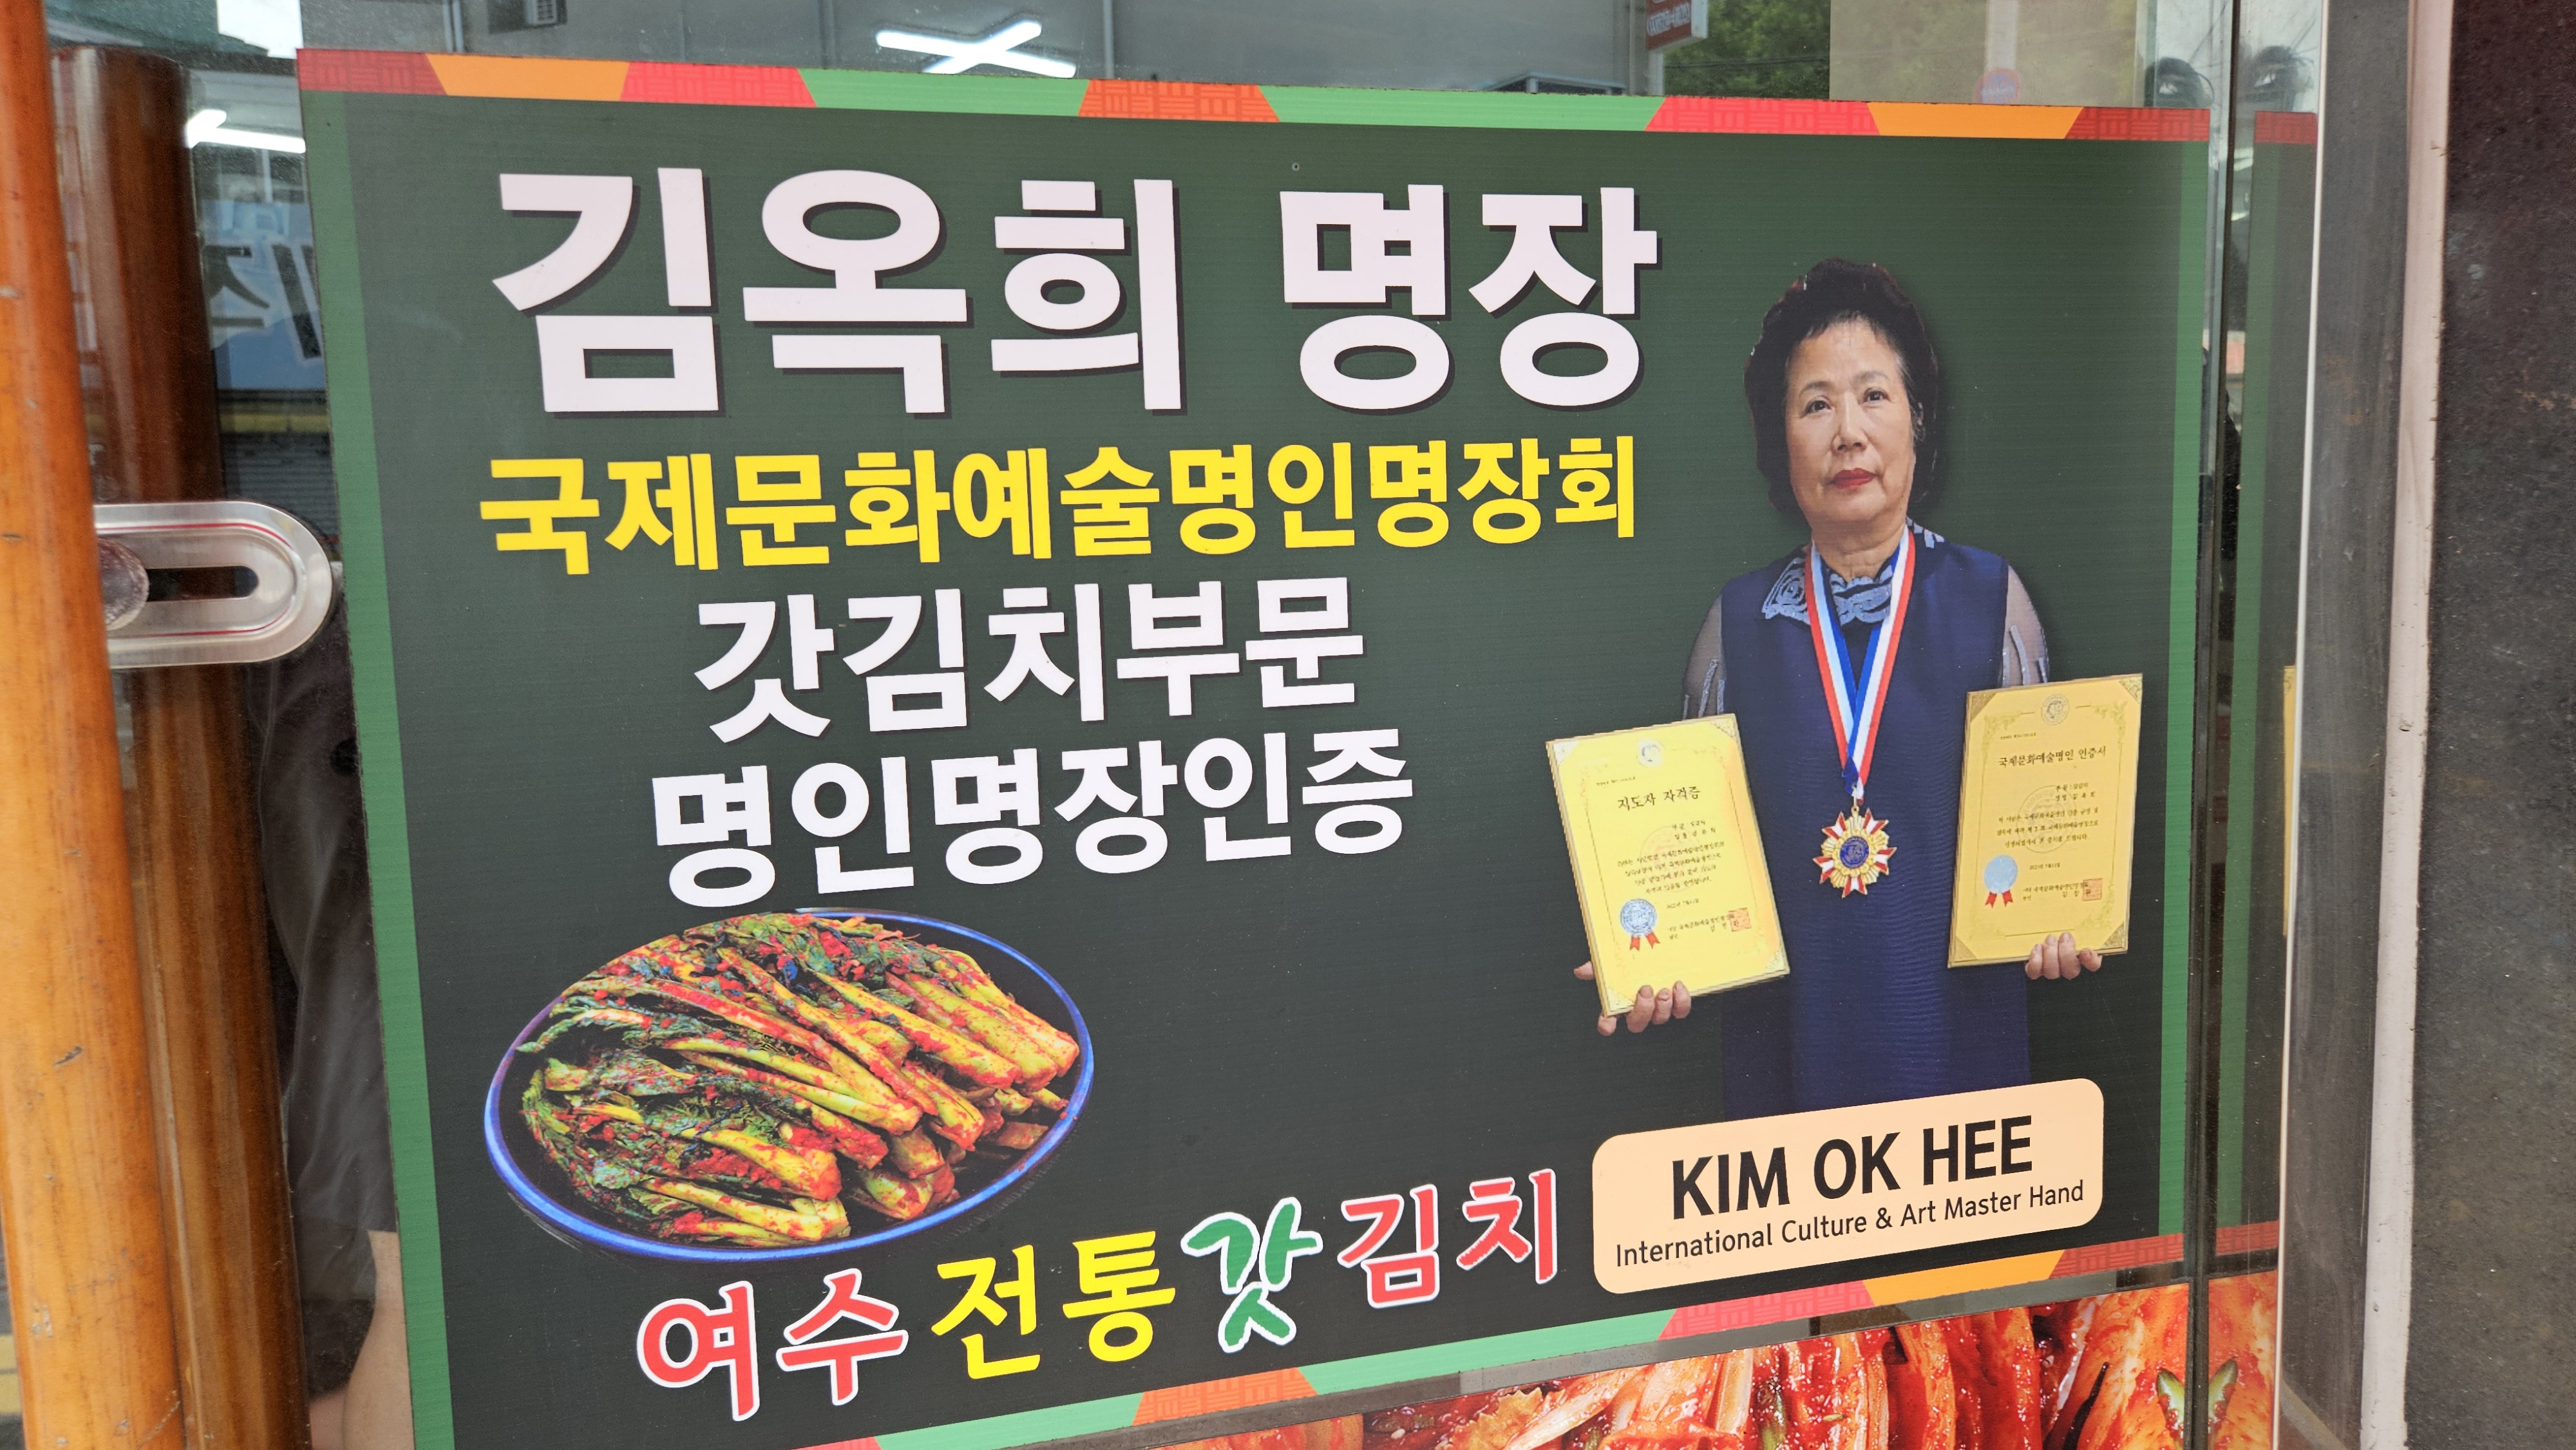 김옥희 명장
국제문화예술명인명장회
갓김치부문
명인명장인증
지도자 자격증
국제문화예술명인 인증서
여수 전통 갓김치
KIM OK HEE
International Culture & Art Master Hand